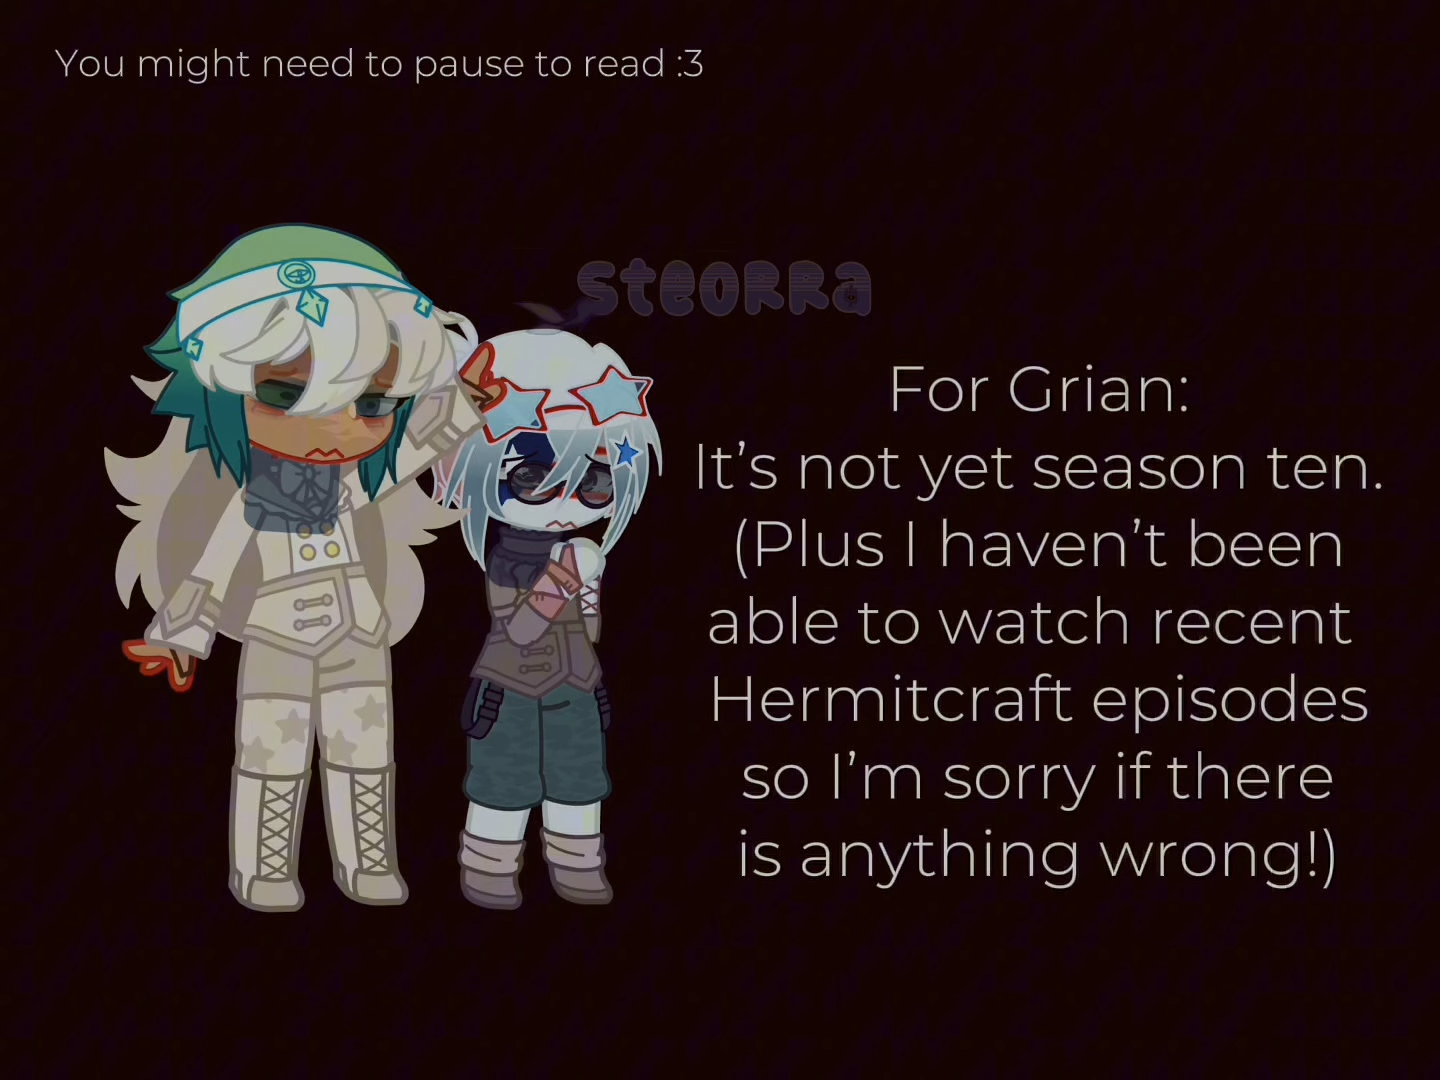 You might need to pause to read :3
steorra
For Grian:
It's not yet season ten.
(Plus I haven't been
able to watch recent
Hermitcraft episodes
so I'm sorry if there
is anything wrong!)